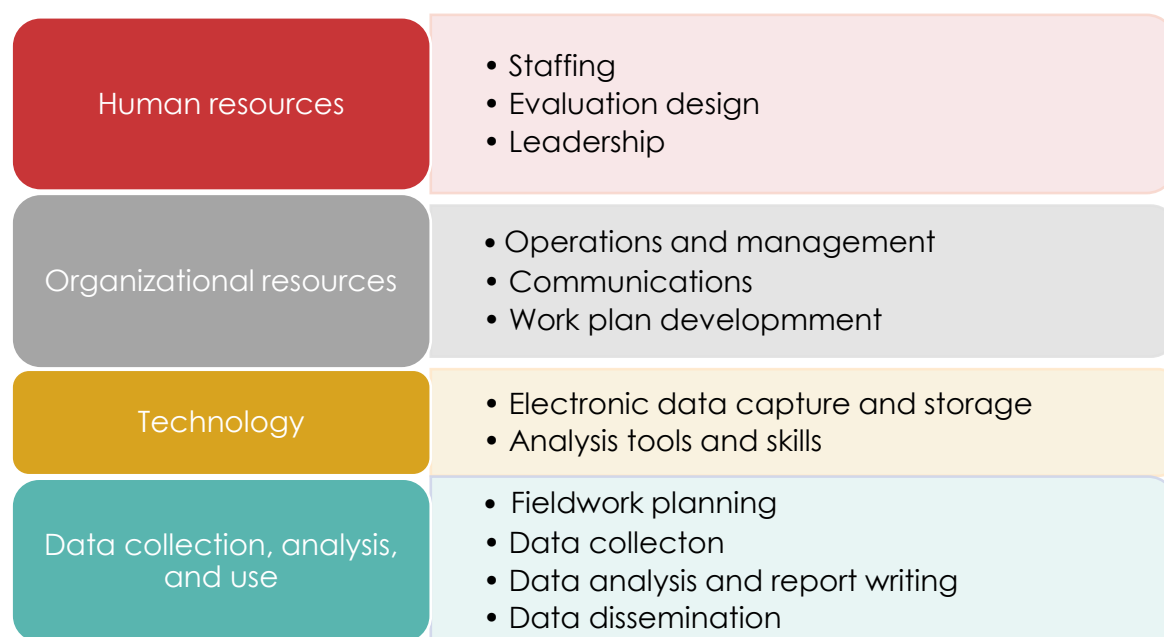 Human resources
• Staffing
• Evaluation design
• Leadership
Organizational resources
• Operations and management
• Communications
• Work plan developmment
Technology
• Electronic data capture and storage
• Analysis tools and skills
Data collection, analysis,
and use
• Fieldwork planning
• Data collecton
• Data analysis and report writing
• Data dissemination